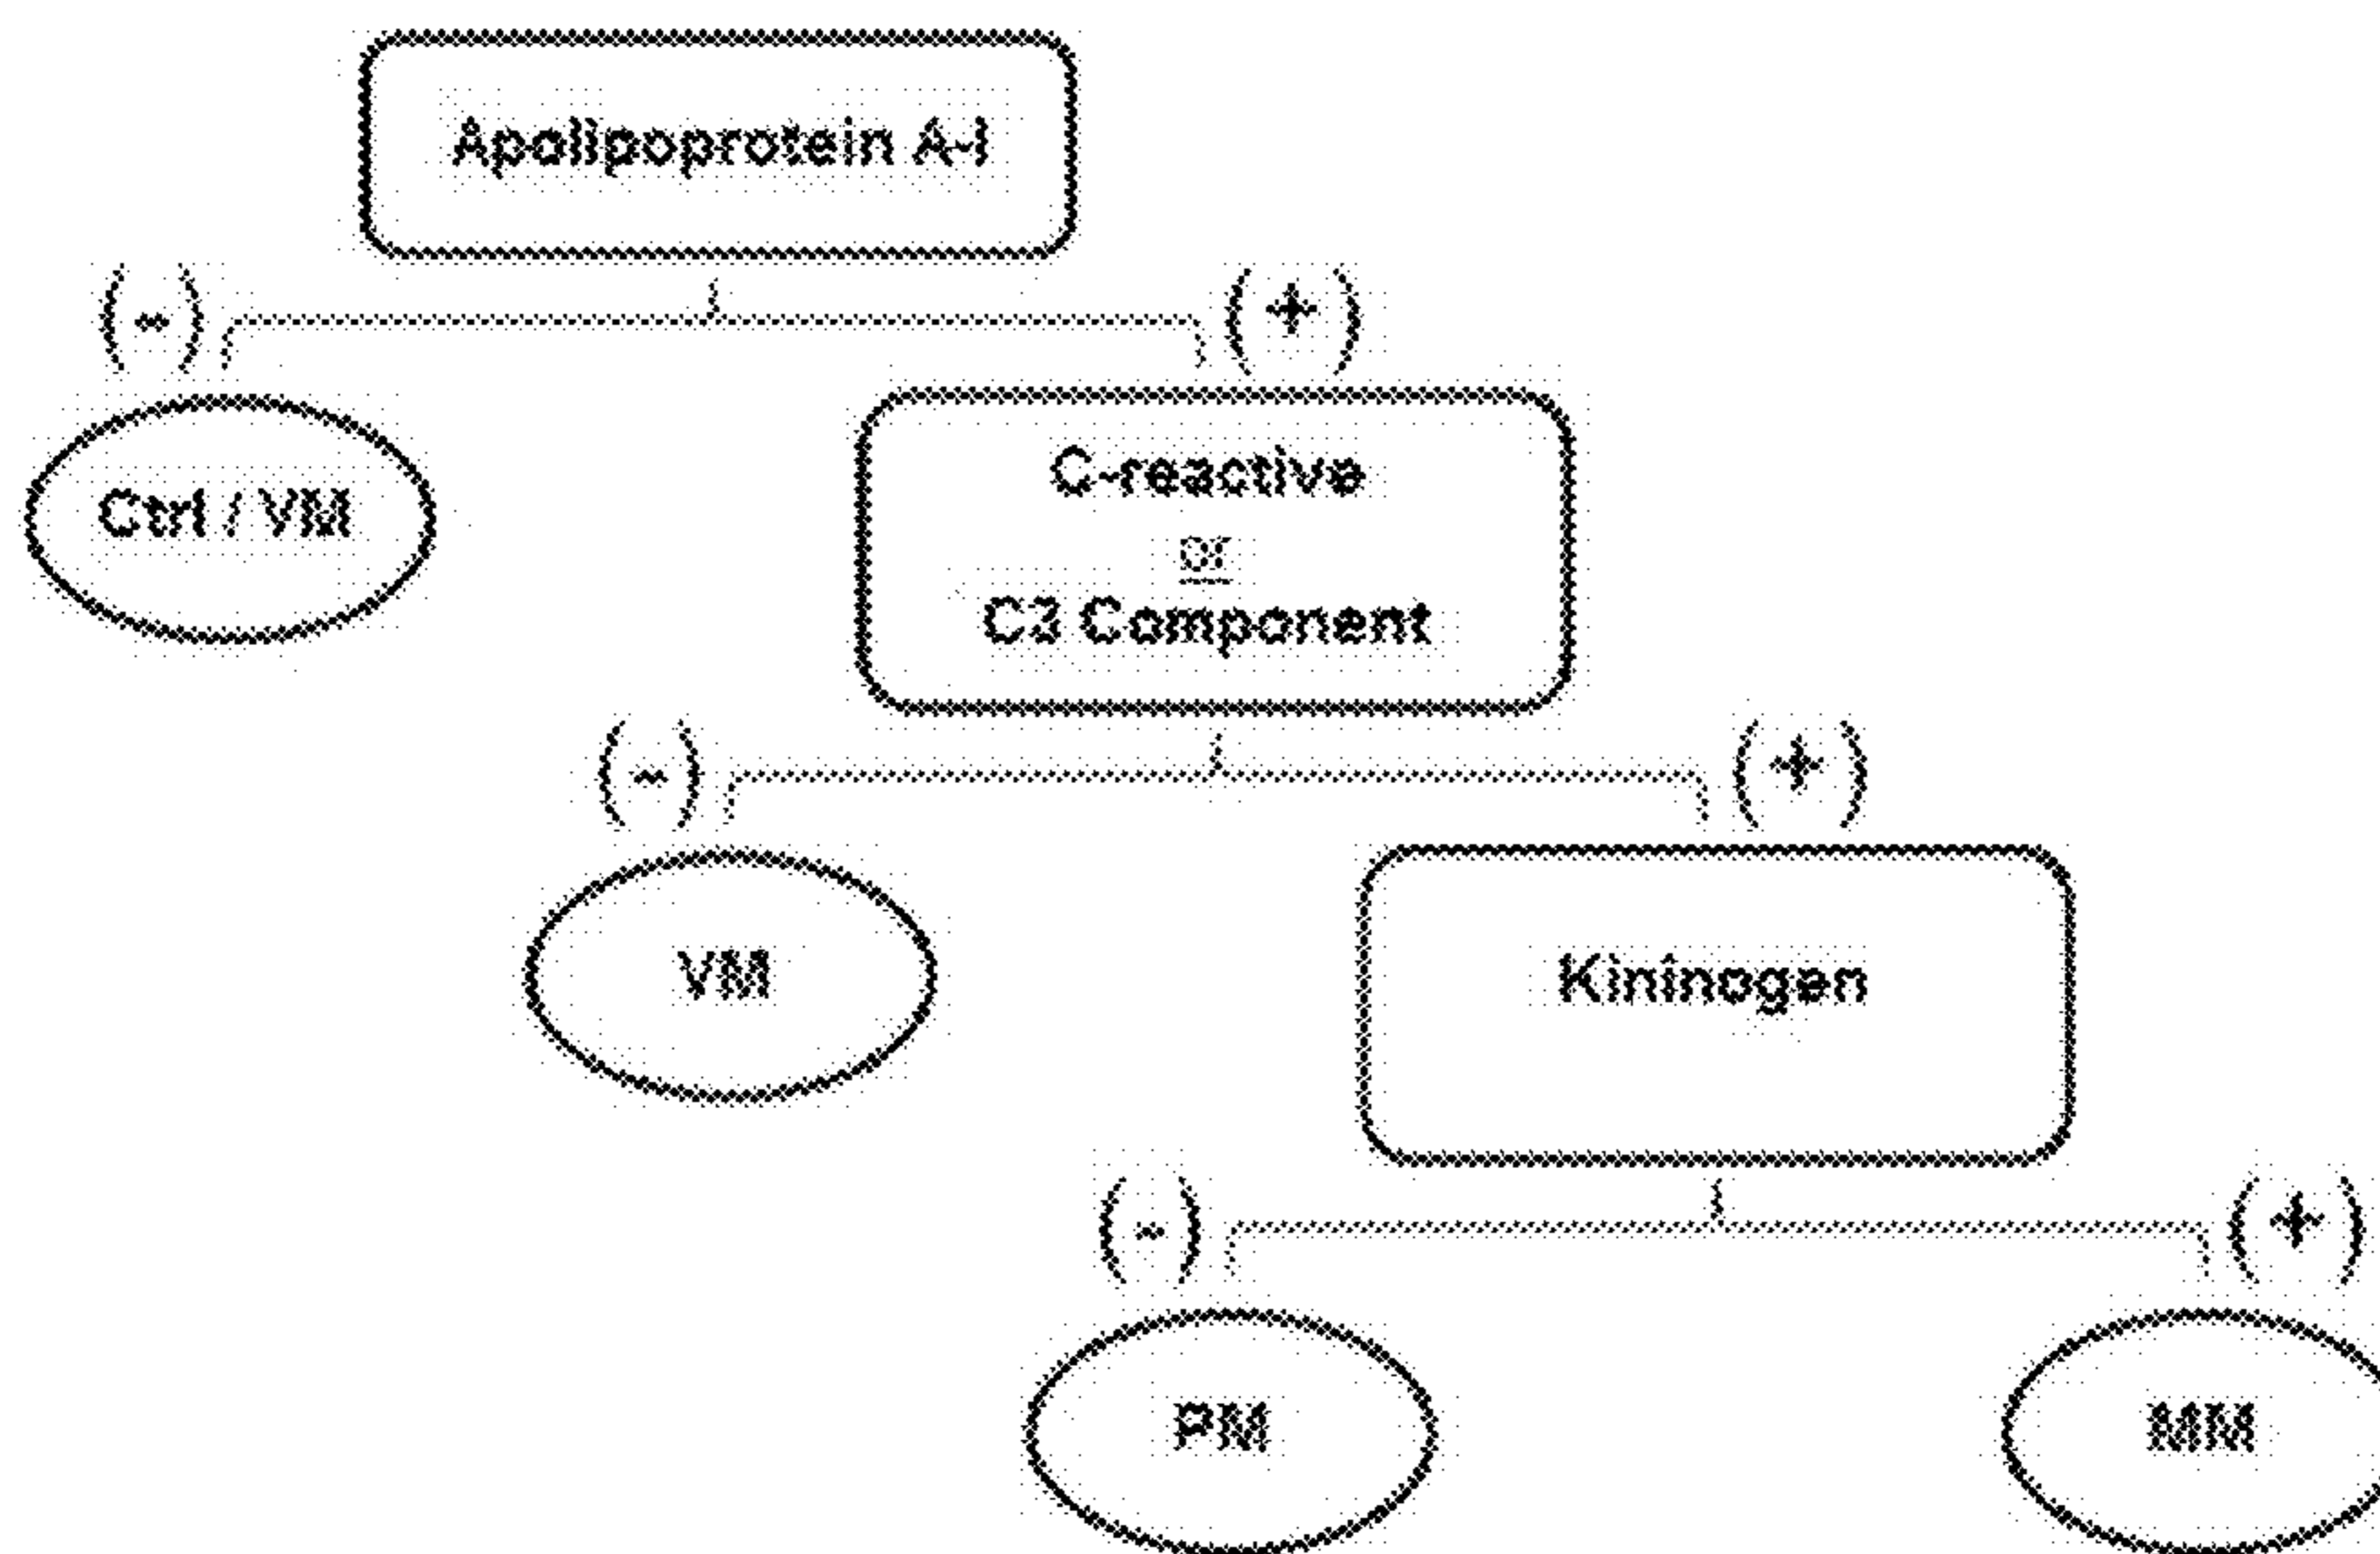 Apolipoprotein A-I
( - )
( + )
Ctrl / VM
C-reactive
or
C3 Component
( - )
( + )
VM
Kininogen
( - )
( + )
PM
MM